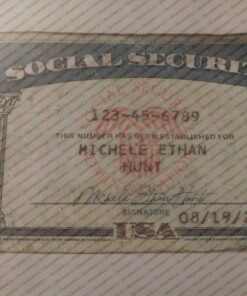 SOCIAL SECURIT
123-45-6789
THIS NUMBER HAS BEEN ESTABLISHED FOR
MICHELE ETHAN
HUNT
SIGNATURE 08/19/
USA